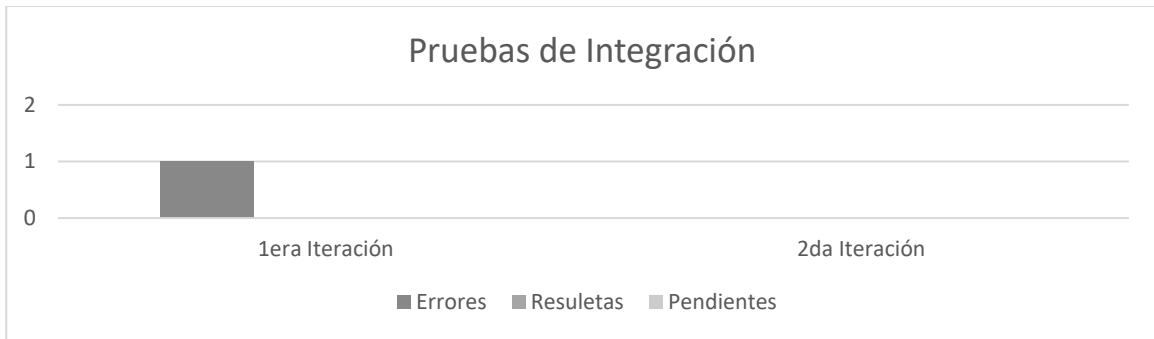 Pruebas de Integración
2
1
0
1era Iteración 2da Iteración
Errores Resuletas Pendientes